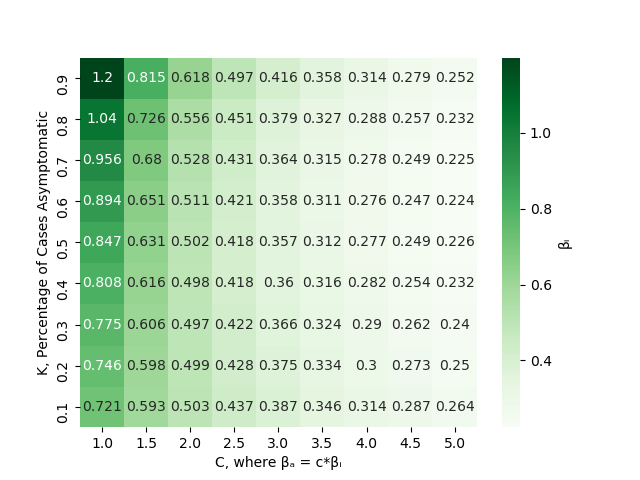 0.9 1.2 0.815 0.618 0.497 0.416 0.358 0.314 0.279 0.252
0.8 1.04 0.726 0.556 0.451 0.379 0.327 0.288 0.257 0.232
0.7 0.956 0.68 0.528 0.431 0.364 0.315 0.278 0.249 0.225
0.6 0.894 0.651 0.511 0.421 0.358 0.311 0.276 0.247 0.224
0.5 0.847 0.631 0.502 0.418 0.357 0.312 0.277 0.249 0.226
0.4 0.808 0.616 0.498 0.418 0.36 0.316 0.282 0.254 0.232
0.3 0.775 0.606 0.497 0.422 0.366 0.324 0.29 0.262 0.24
0.2 0.746 0.598 0.499 0.428 0.375 0.334 0.3 0.273 0.25
0.1 0.721 0.593 0.503 0.437 0.387 0.346 0.314 0.287 0.264
1.0 1.5 2.0 2.5 3.0 3.5 4.0 4.5 5.0
C, where βₐ = c*βᵢ
K, Percentage of Cases Asymptomatic
1.0
0.8
0.6
0.4
βᵢ